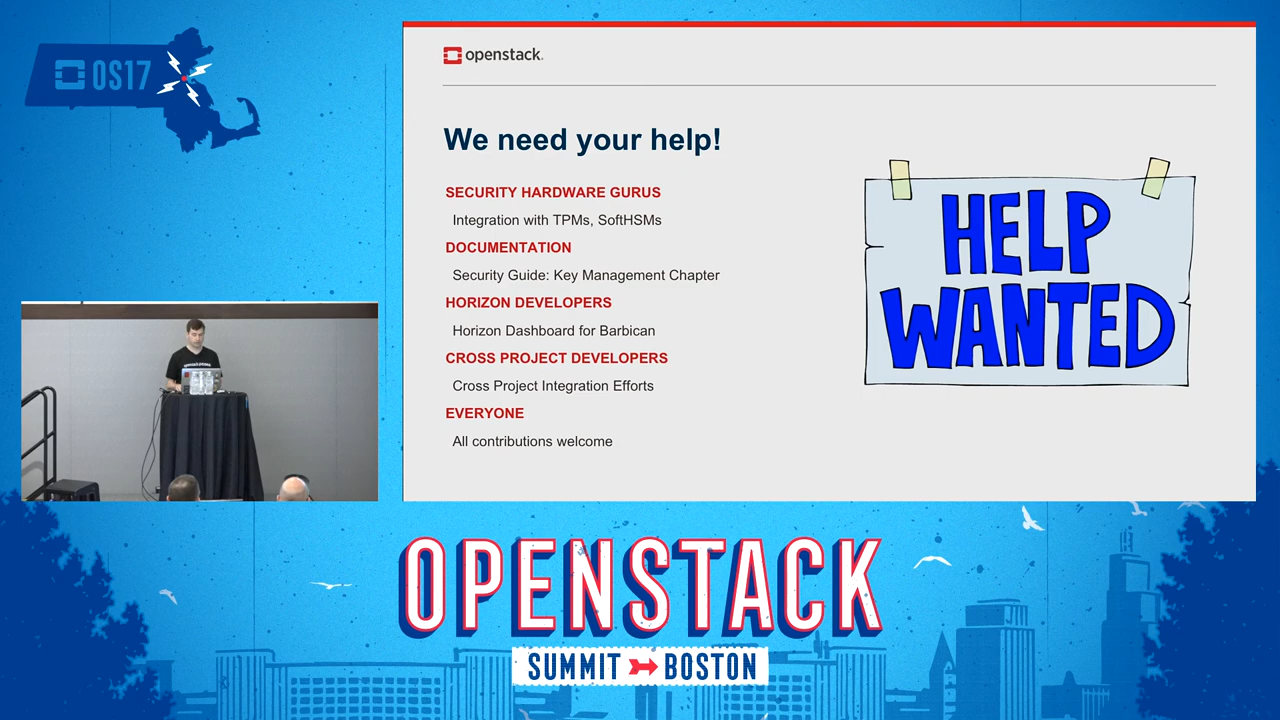 OS17
openstack.
We need your help!
SECURITY HARDWARE GURUS
Integration with TPMs, SoftHSMs
DOCUMENTATION
Security Guide: Key Management Chapter
HORIZON DEVELOPERS
Horizon Dashboard for Barbican
CROSS PROJECT DEVELOPERS
Cross Project Integration Efforts
EVERYONE
All contributions welcome
HELP
WANTED
OPENSTACK
SUMMIT BOSTON